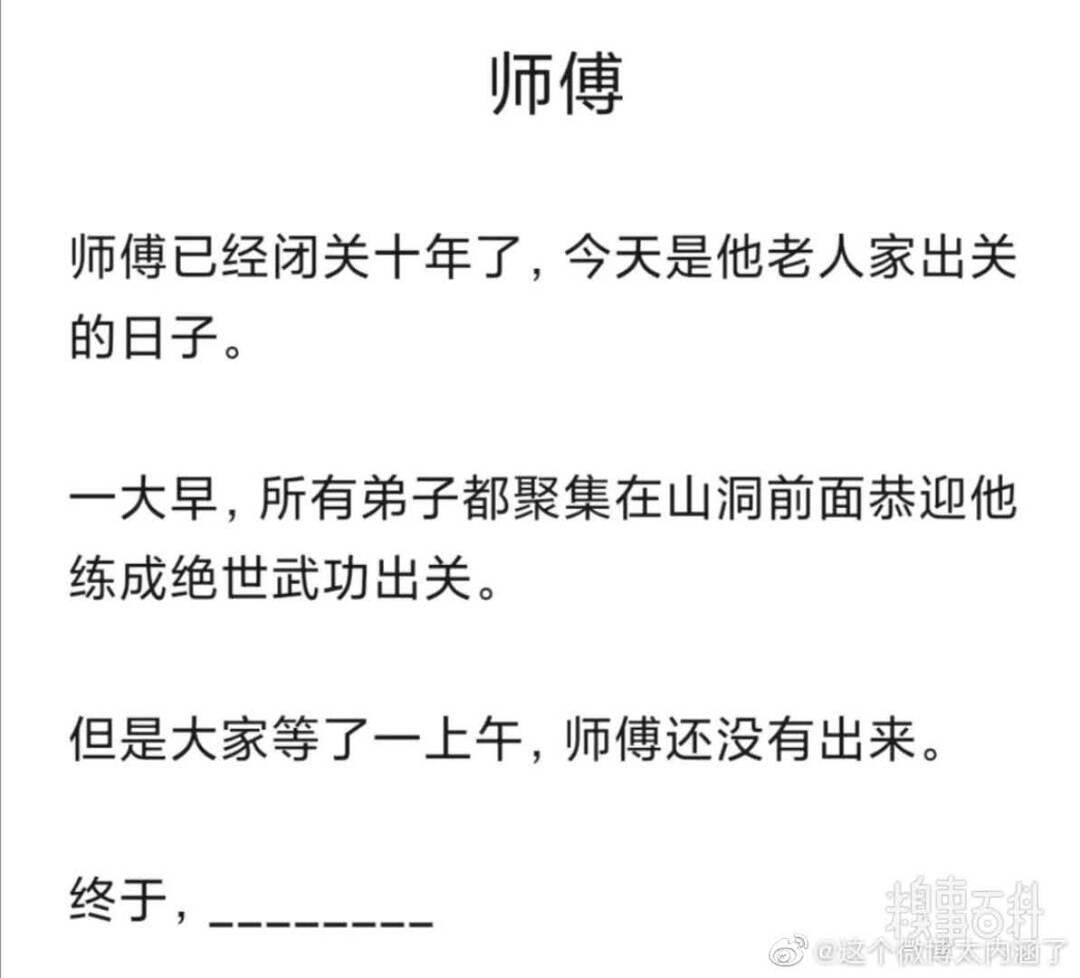 师傅
师傅已经闭关十年了,今天是他老人家出关
的日子。
一大早,所有弟子都聚集在山洞前面恭迎他
练成绝世武功出关。
但是大家等了一上午,师傅还没有出来。
终于,________
糗事百科
@这个微博太内涵了